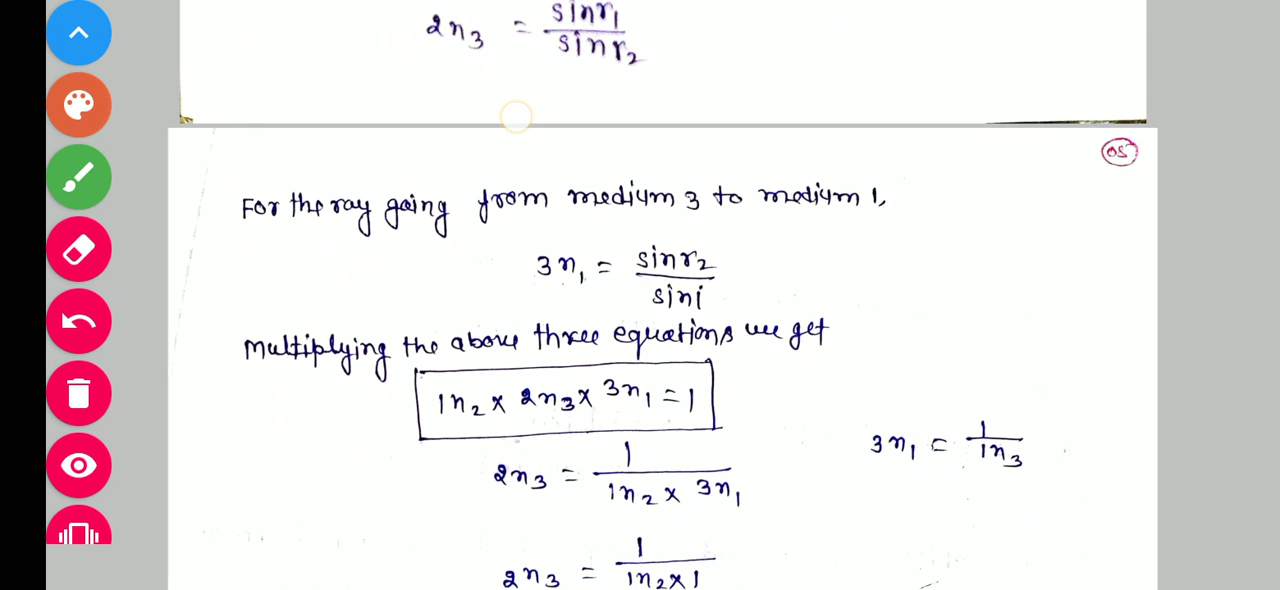 2n₃ = sinr₁/sinr₂
05
For the ray going from medium 3 to medium 1,
3n₁ = sinr₂/sini
Multiplying the above three equations we get
1n₂ × 2n₃ × 3n₁ = 1
3n₁ = 1/1n₃
2n₃ = 1/1n₂ × 3n₁
2n₃ = 1/1n₂×1